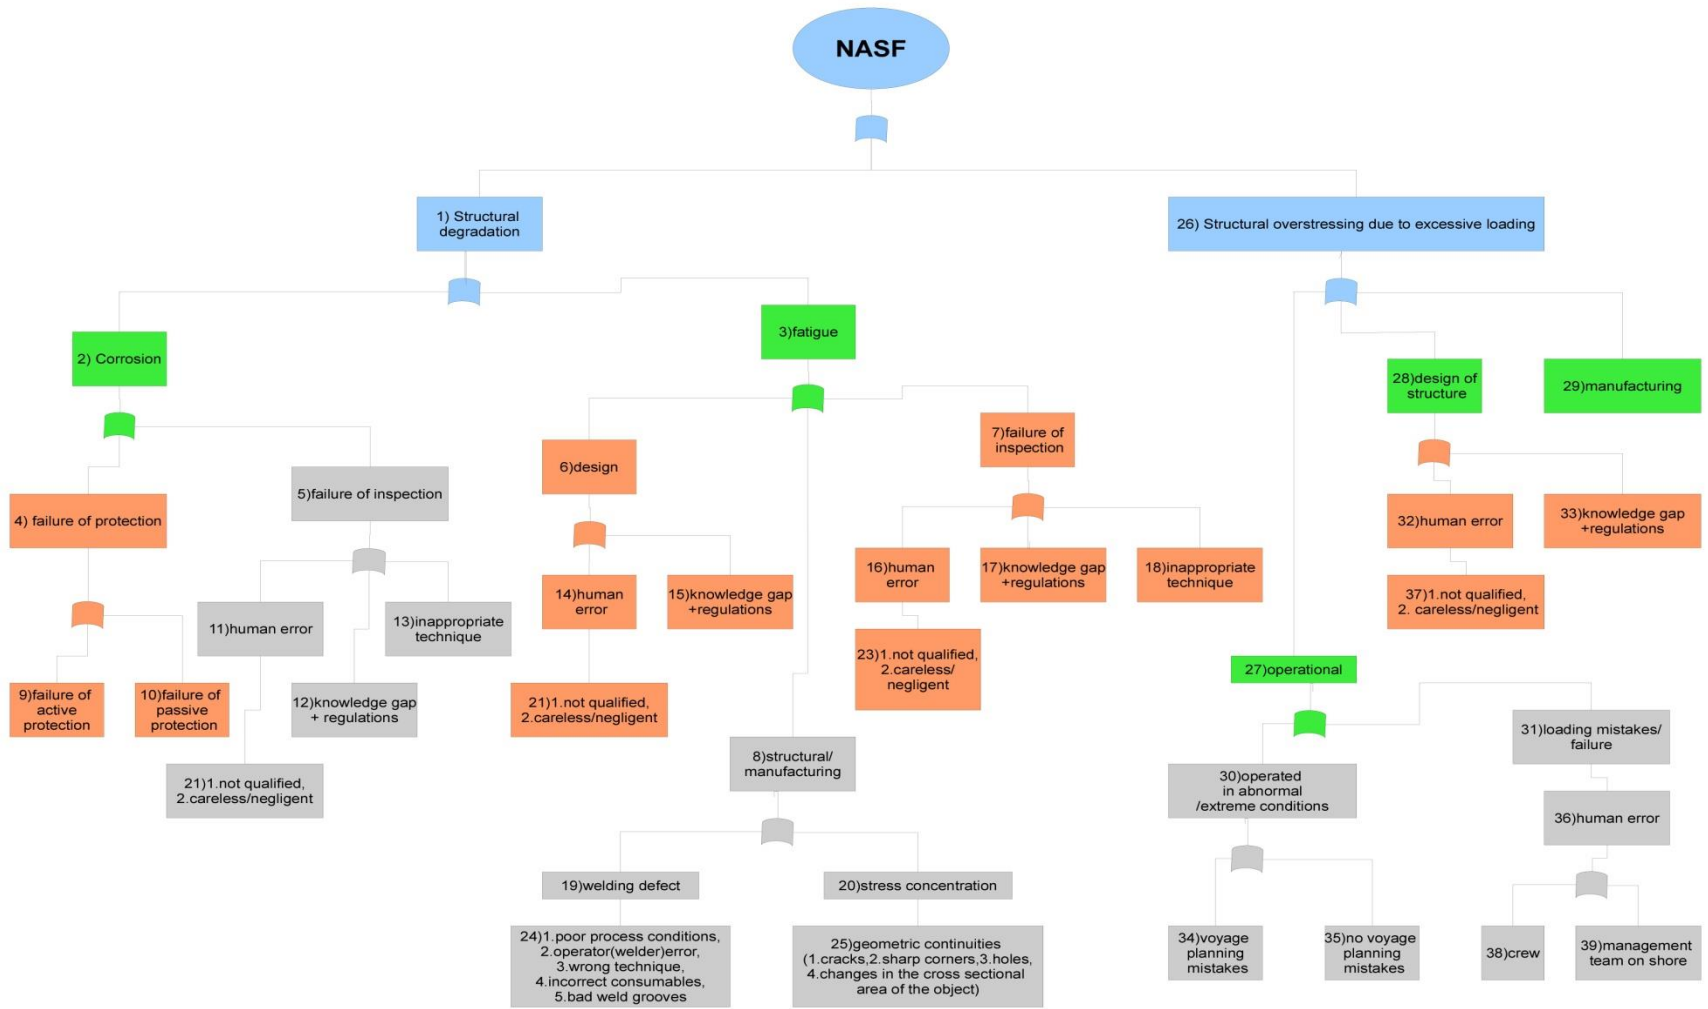 NASF
1) Structural
degradation
26) Structural overstressing due to excessive loading
2) Corrosion
3)fatigue
28)design of
structure
29)manufacturing
4) failure of protection
5)failure of inspection
6)design
7)failure of
inspection
32)human error
33)knowledge gap
+regulations
9)failure of
active
protection
10)failure of
passive
protection
11)human error
12)knowledge gap
+ regulations
13)inappropriate
technique
14)human
error
15)knowledge gap
+regulations
16)human
error
17)knowledge gap
+regulations
18)inappropriate
technique
37)1.not qualified,
2. careless/negligent
21)1.not qualified,
2.careless/negligent
21)1.not qualified,
2.careless/negligent
23)1.not qualified,
2.careless/
negligent
27)operational
8)structural/
manufacturing
30)operated
in abnormal
/extreme conditions
31)loading mistakes/
failure
36)human error
19)welding defect
20)stress concentration
24)1.poor process conditions,
2.operator(welder)error,
3.wrong technique,
4.incorrect consumables,
5.bad weld grooves
25)geometric continuities
(1.cracks,2.sharp corners,3.holes,
4.changes in the cross sectional
area of the object)
34)voyage
planning
mistakes
35)no voyage
planning
mistakes
38)crew
39)management
team on shore